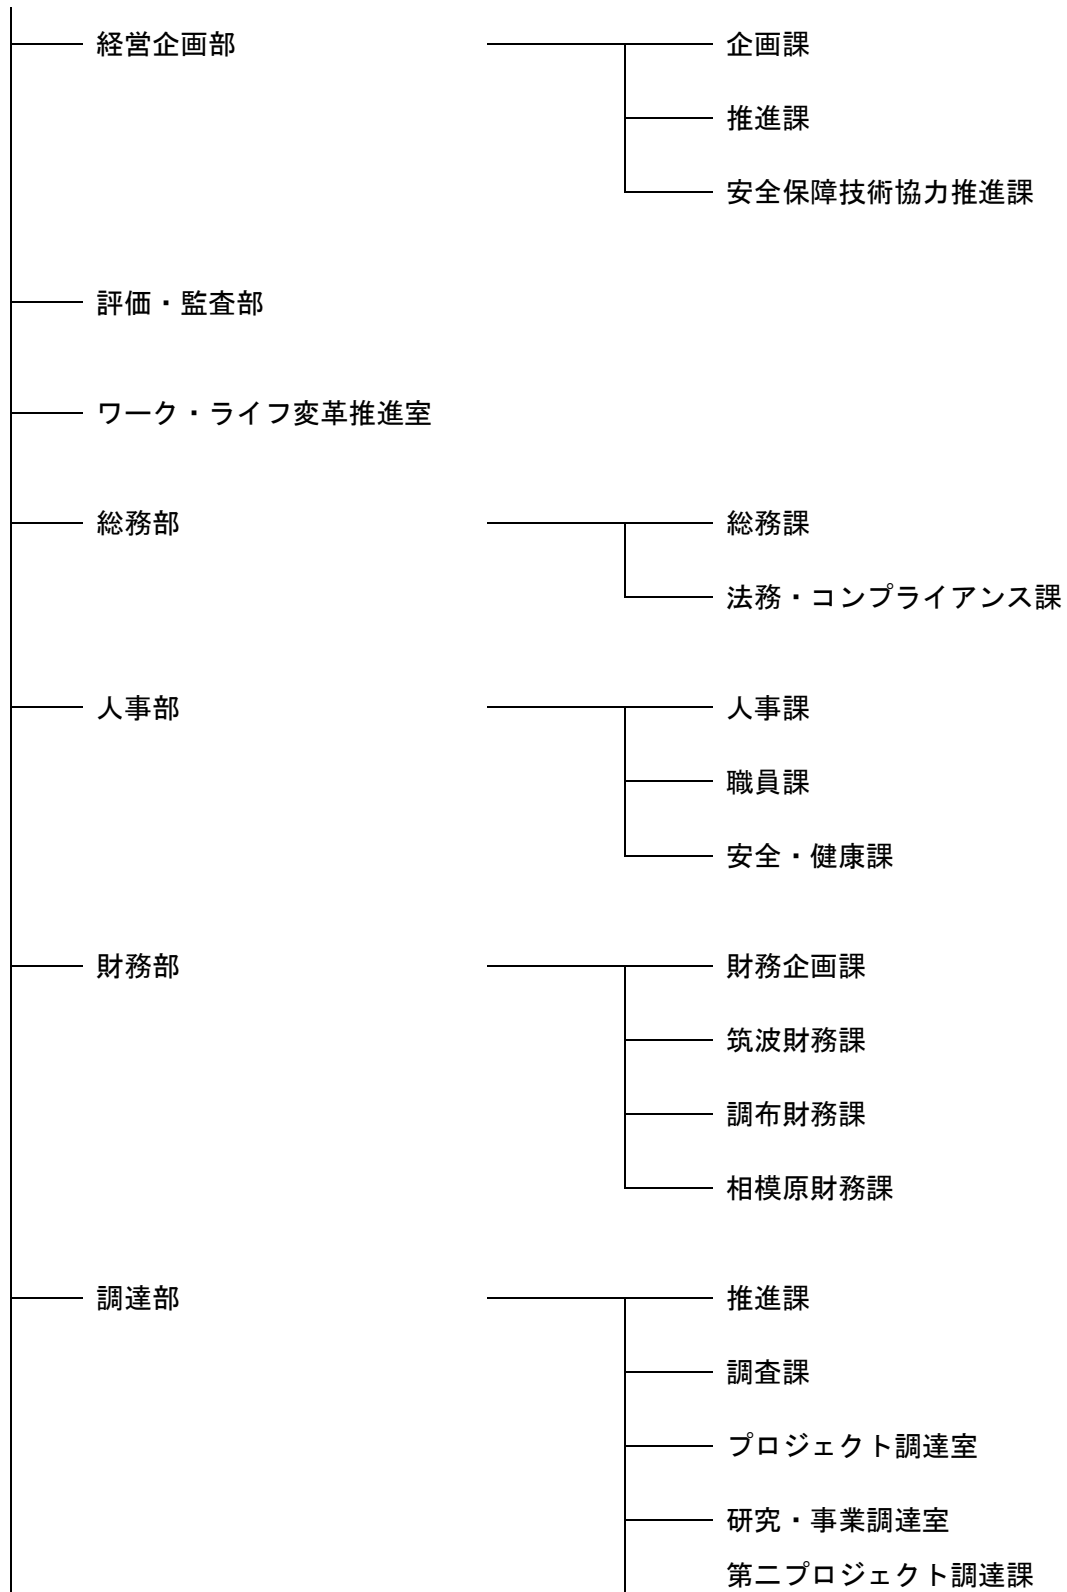 経営企画部 企画課
推進課
安全保障技術協力推進課
評価・監査部
ワーク・ライフ変革推進室
総務部 総務課
法務・コンプライアンス課
人事部 人事課
職員課
安全・健康課
財務部 財務企画課
筑波財務課
調布財務課
相模原財務課
調達部 推進課
調査課
プロジェクト調達室
研究・事業調達室
第二プロジェクト調達課